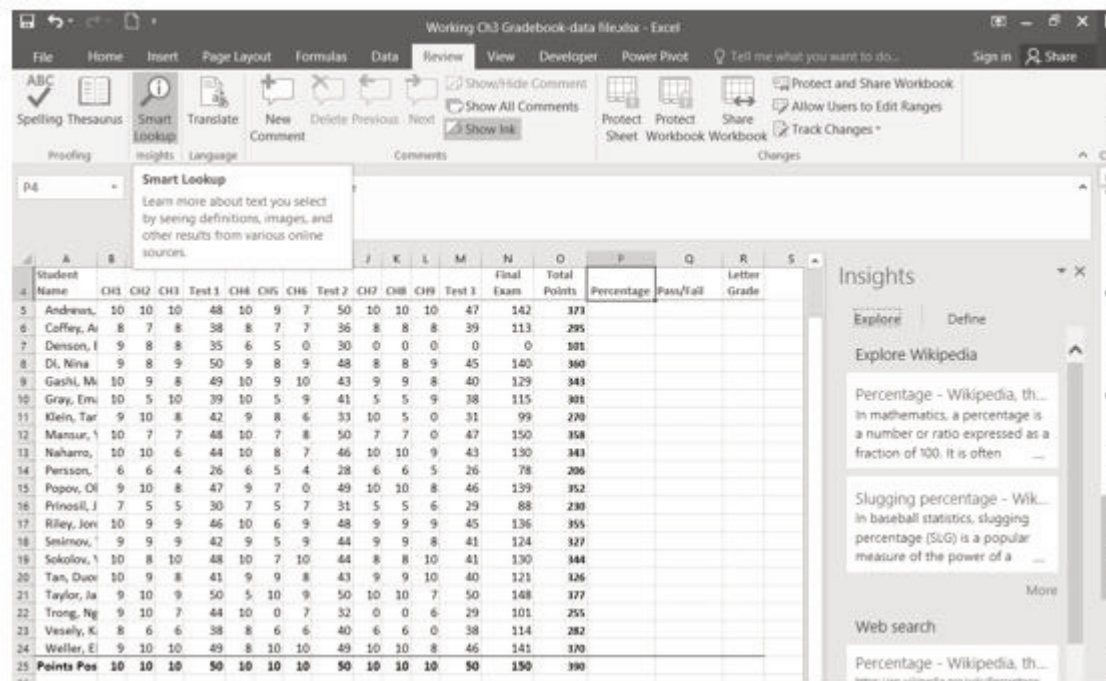 Working Ch3 Gradebook-data file.xlsx - Excel
File Home Insert Page Layout Formulas Data Review View Developer Power Pivot Tell me what you want to do... Sign in Share
ABC
Spelling Thesaurus Smart Lookup Translate New Comment Delete Previous Next
Show/Hide Comment
Show All Comments
Show Ink
Protect Sheet Protect Workbook Share Workbook
Protect and Share Workbook
Allow Users to Edit Ranges
Track Changes
Proofing Insights Language Comments Changes
P4
Smart Lookup
Learn more about text you select
by seeing definitions, images, and
other results from various online
sources.
A B J K L M N O P Q R S
4 Student Name CH1 CH2 CH3 Test 1 CH4 CH5 CH6 Test 2 CH7 CH8 CH9 Test 3 Final Exam Total Points Percentage Pass/Fail Letter Grade
5 Andrews, 10 10 10 48 10 9 7 50 10 10 10 47 142 373
6 Coffey, A 8 7 8 38 8 7 7 36 8 8 8 39 113 295
7 Denson, 9 8 8 35 6 5 0 30 0 0 0 0 0 101
8 Di, Nina 9 8 9 50 9 8 9 48 8 8 9 45 140 360
9 Gashi, M 10 9 8 49 10 9 10 43 9 9 8 40 129 343
10 Gray, Em 10 5 10 39 10 5 9 41 5 5 9 38 115 301
11 Klein, Tar 9 10 8 42 9 8 6 33 10 5 0 31 99 270
12 Mansur, 10 7 7 48 10 7 8 50 7 7 0 47 150 358
13 Naharro, 10 10 6 44 10 8 7 46 10 10 9 43 130 343
14 Persson, 6 6 4 26 6 5 4 28 6 6 5 26 78 206
15 Popov, Ol 9 10 8 47 9 7 0 49 10 10 8 46 139 352
16 Prinosil, J 7 5 5 30 7 5 7 31 5 5 6 29 88 230
17 Riley, Jon 10 9 9 46 10 6 9 48 9 9 9 45 136 355
18 Smirnov, 9 9 9 42 9 5 9 44 9 9 8 41 124 327
19 Sokolov, 10 8 10 48 10 7 10 44 8 8 10 41 130 344
20 Tan, Duo 10 9 8 41 9 9 8 43 9 9 10 40 121 326
21 Taylor, Ja 9 10 9 50 5 10 9 50 10 10 7 50 148 377
22 Trong, Ng 9 10 7 44 10 0 7 32 0 0 6 29 101 255
23 Vesely, K 8 6 6 38 8 6 6 40 6 6 0 38 114 282
24 Weller, E 9 10 10 49 8 10 10 49 10 10 8 46 141 370
25 Points Pos 10 10 10 50 10 10 10 50 10 10 10 50 150 390
Insights
Explore Define
Explore Wikipedia
Percentage - Wikipedia, th...
In mathematics, a percentage is
a number or ratio expressed as a
fraction of 100. It is often ...
Slugging percentage - Wik...
In baseball statistics, slugging
percentage (SLG) is a popular
measure of the power of a ...
More
Web search
Percentage - Wikipedia, th...